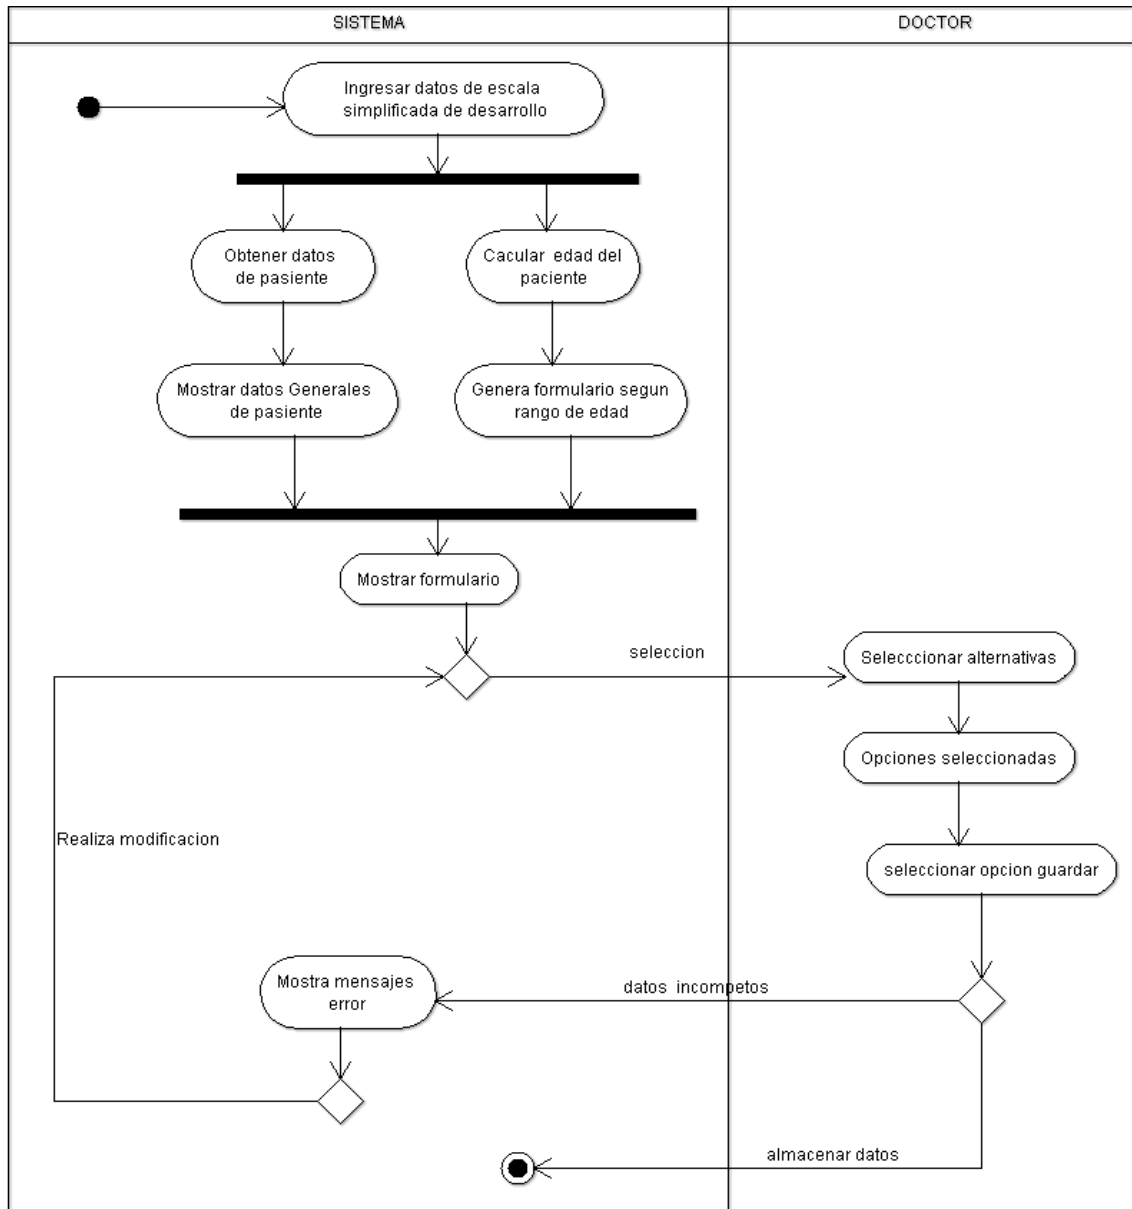 SISTEMA
DOCTOR
Ingresar datos de escala
simplificada de desarrollo
Obtener datos
de pasiente
Cacular edad del
paciente
Mostrar datos Generales
de pasiente
Genera formulario segun
rango de edad
Mostrar formulario
seleccion
Selecccionar alternativas
Opciones seleccionadas
Realiza modificacion
seleccionar opcion guardar
Mostra mensajes
error
datos incompetos
almacenar datos